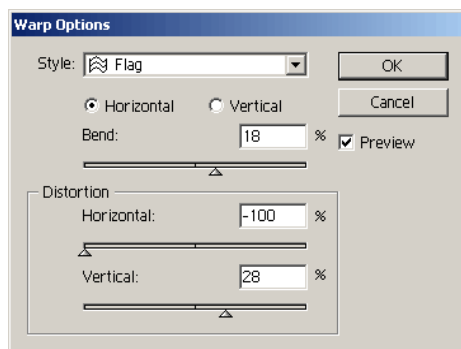 Warp Options
Style: Flag
OK
Horizontal Vertical
Cancel
Bend: 18 %
Preview
Distortion
Horizontal: -100 %
Vertical: 28 %